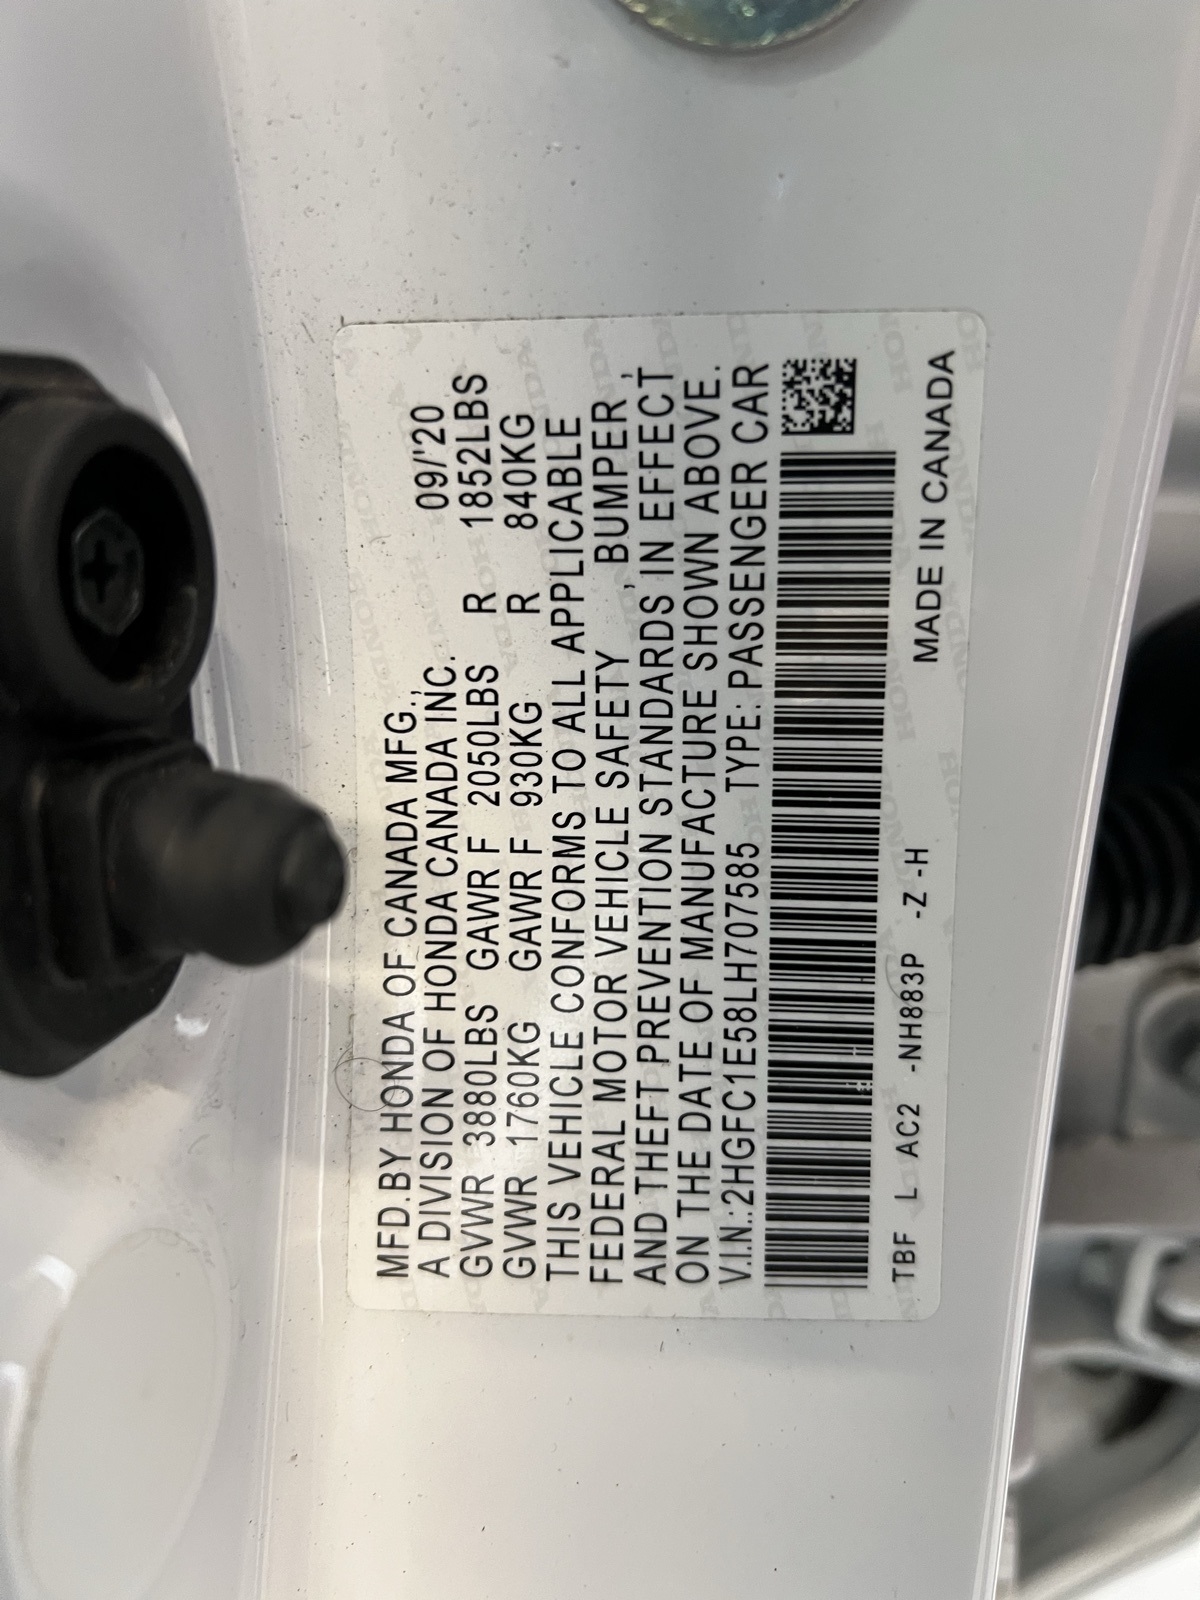 MFD.BY HONDA OF CANADA MFG.,
A DIVISION OF HONDA CANADA INC. 09/'20
GVWR 3880LBS GAWR F 2050LBS R 1852LBS
GVWR 1760KG GAWR F 930KG R 840KG
THIS VEHICLE CONFORMS TO ALL APPLICABLE
FEDERAL MOTOR VEHICLE SAFETY , BUMPER ,
AND THEFT PREVENTION STANDARDS IN EFFECT
ON THE DATE OF MANUFACTURE SHOWN ABOVE.
V.I.N.:2HGFC1E58LH707585 TYPE: PASSENGER CAR
MADE IN CANADA
TBF L AC2 -NH883P -Z -H